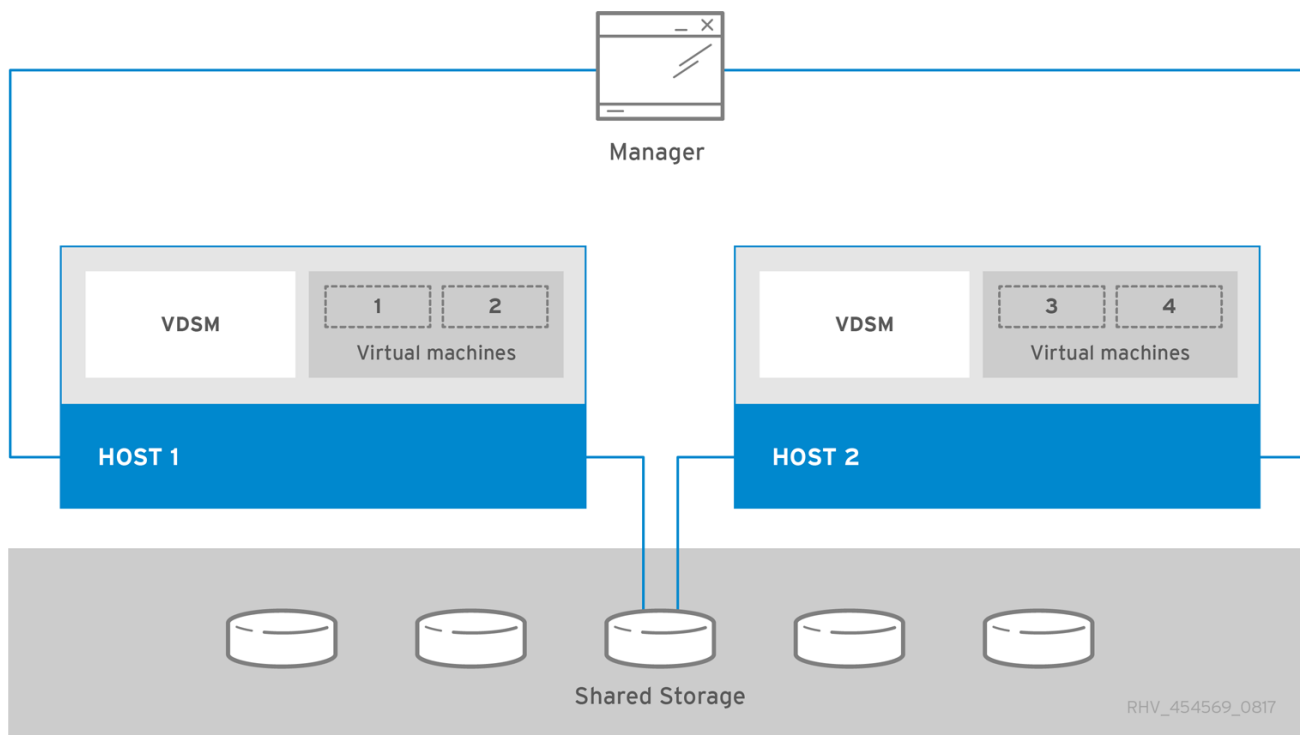 Manager
VDSM
1 2
Virtual machines
HOST 1
VDSM
3 4
Virtual machines
HOST 2
Shared Storage
RHV_454569_0817